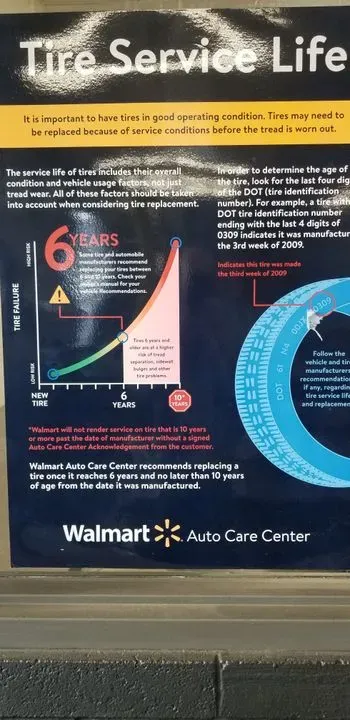 Tire Service Life
It is important to have tires in good operating condition. Tires may need to
be replaced because of service conditions before the tread is worn out.
The service life of tires includes their overall
condition and vehicle usage factors, not just
tread wear. All of these factors should be taken
into account when considering tire replacement.
In order to determine the age of
the tire, look for the last four dig
of the DOT (tire identification
number). For example, a tire with
DOT tire identification number
ending with the last 4 digits of
0309 indicates it was manufactur
the 3rd week of 2009.
Indicates this tire was made
the third week of 2009
6 YEARS
Some tire and automobile
manufacturers recommend
replacing your tires between
6 and 10 years. Check your
owner's manual for your
vehicle Recommendations.
HIGH RISK
TIRE FAILURE
LOW RISK
Tires 6 years and
older are at a higher
risk of tread
separation, sidewall
bulges and other
tire problems.
NEW
TIRE
6
YEARS
10+
YEARS
DOT 61 N4 0309
Follow the
vehicle and tire
manufacturers
recommendation
if any, regardin
tire service life
and replacemen
*Walmart will not render service on tire that is 10 years
or more past the date of manufacturer without a signed
Auto Care Center Acknowledgement from the customer.
Walmart Auto Care Center recommends replacing a
tire once it reaches 6 years and no later than 10 years
of age from the date it was manufactured.
Walmart Auto Care Center